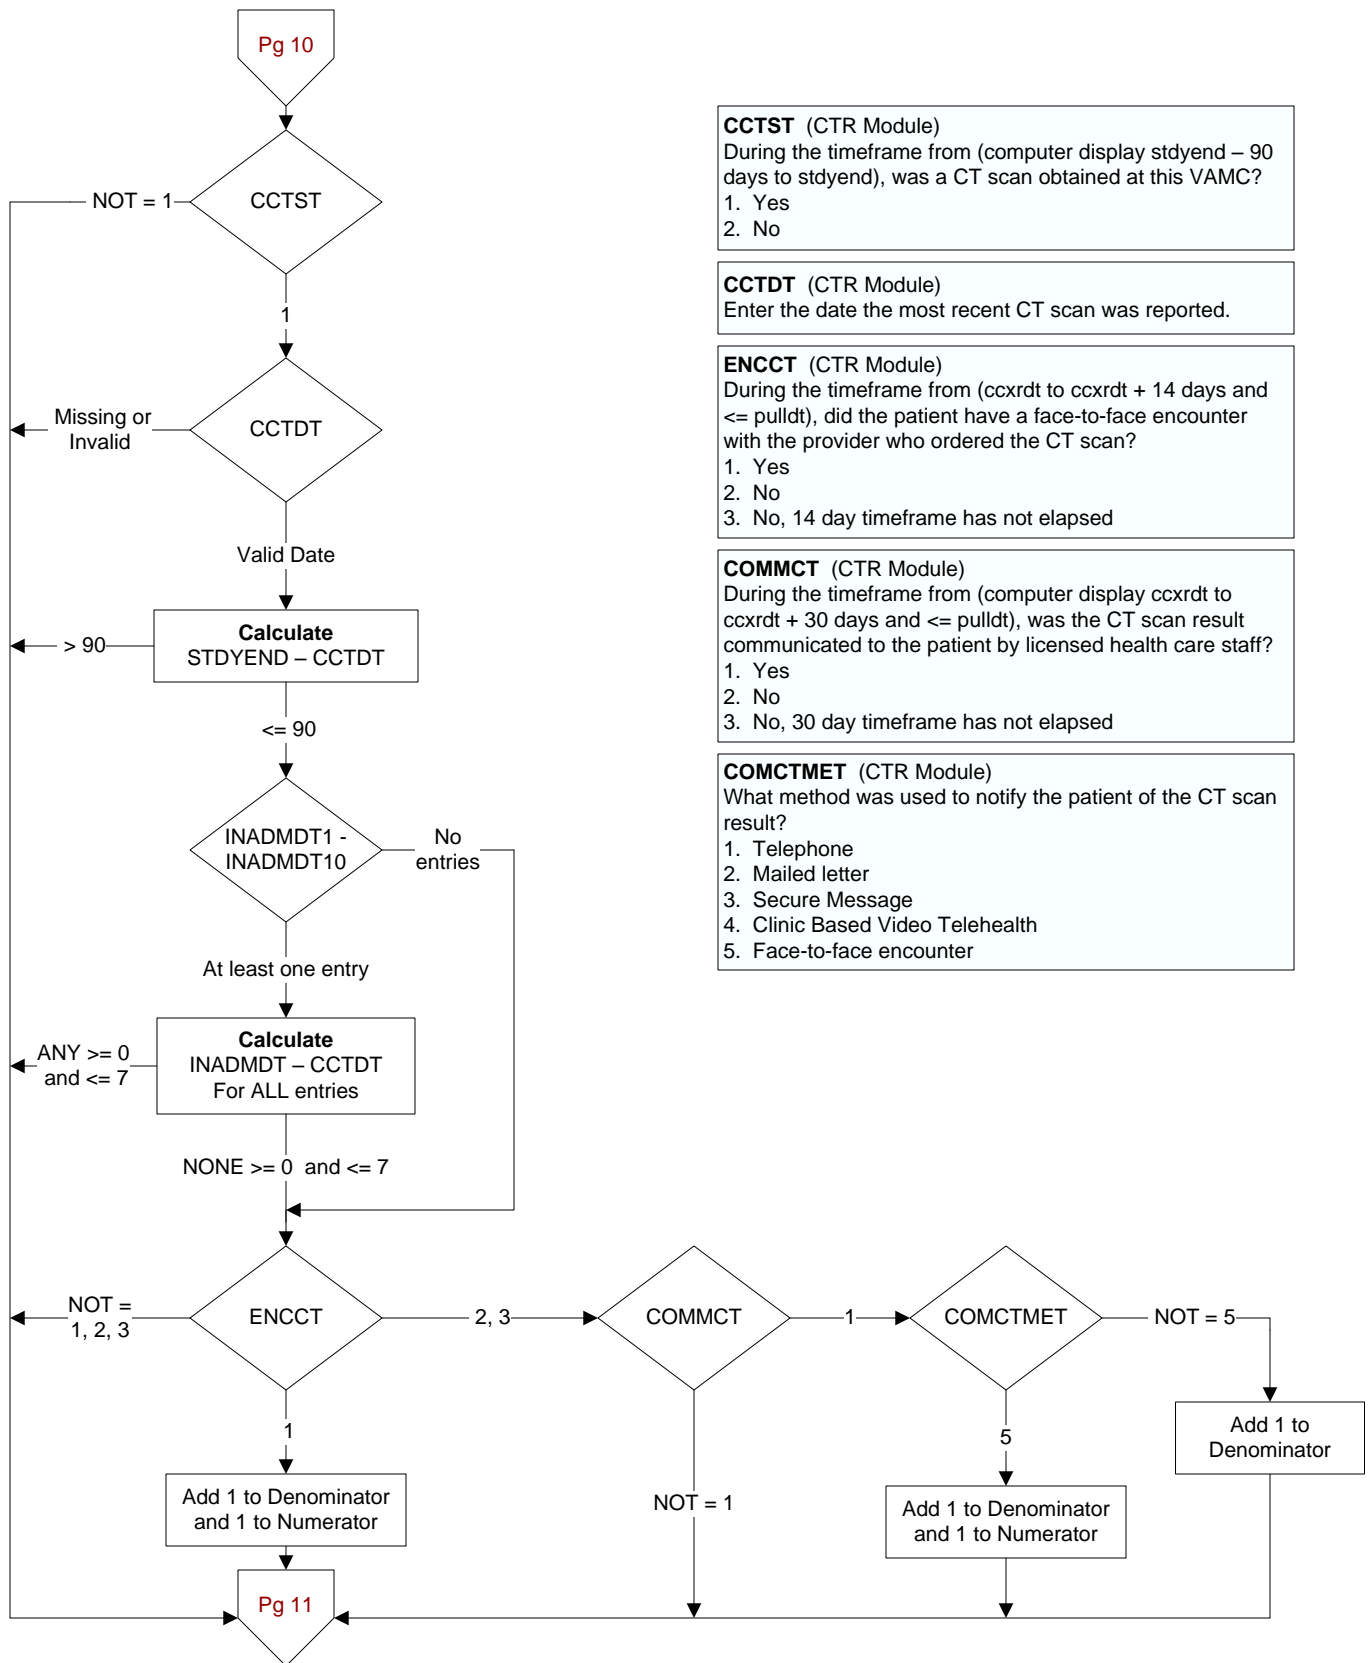 Pg 10
CCTST
NOT = 1
1
CCTDT
Missing or
Invalid
Valid Date
Calculate
STDYEND – CCTDT
> 90
<= 90
INADMDT1 -
INADMDT10
No
entries
At least one entry
Calculate
INADMDT – CCTDT
For ALL entries
ANY >= 0
and <= 7
NONE >= 0 and <= 7
ENCCT
NOT =
1, 2, 3
2, 3
COMMCT
1
COMCTMET
NOT = 5
1
NOT = 1
5
Add 1 to
Denominator
Add 1 to Denominator
and 1 to Numerator
Add 1 to Denominator
and 1 to Numerator
Pg 11
CCTST (CTR Module)
During the timeframe from (computer display stdyend – 90
days to stdyend), was a CT scan obtained at this VAMC?
1. Yes
2. No
CCTDT (CTR Module)
Enter the date the most recent CT scan was reported.
ENCCT (CTR Module)
During the timeframe from (ccxrdt to ccxrdt + 14 days and
<= pulldt), did the patient have a face-to-face encounter
with the provider who ordered the CT scan?
1. Yes
2. No
3. No, 14 day timeframe has not elapsed
COMMCT (CTR Module)
During the timeframe from (computer display ccxrdt to
ccxrdt + 30 days and <= pulldt), was the CT scan result
communicated to the patient by licensed health care staff?
1. Yes
2. No
3. No, 30 day timeframe has not elapsed
COMCTMET (CTR Module)
What method was used to notify the patient of the CT scan
result?
1. Telephone
2. Mailed letter
3. Secure Message
4. Clinic Based Video Telehealth
5. Face-to-face encounter